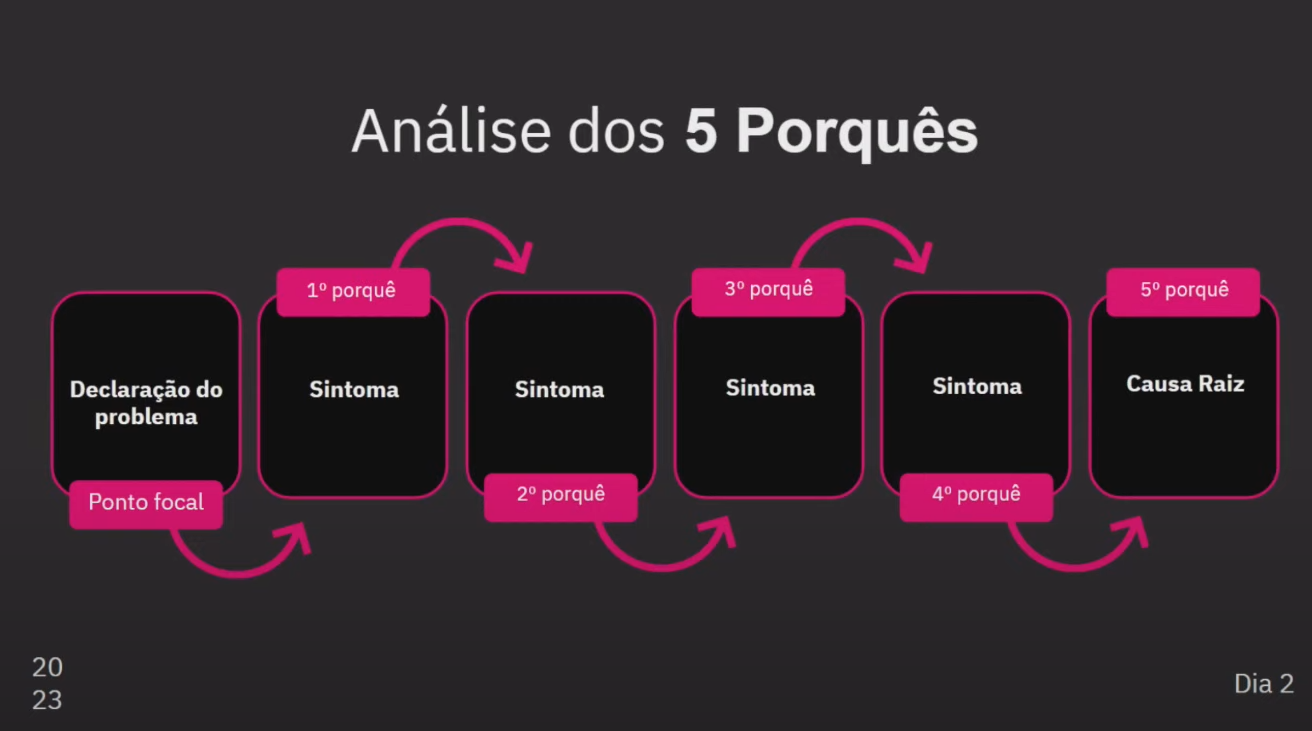 Análise dos 5 Porquês
Declaração do
problema
Ponto focal
1º porquê
Sintoma
Sintoma
2º porquê
3º porquê
Sintoma
Sintoma
4º porquê
5º porquê
Causa Raiz
20
23
Dia 2